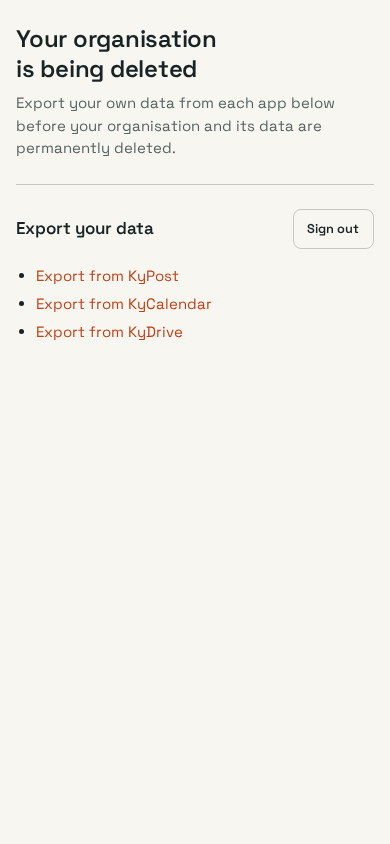 Your organisation
is being deleted
Export your own data from each app below
before your organisation and its data are
permanently deleted.
Export your data
Sign out
Export from KyPost
Export from KyCalendar
Export from KyDrive